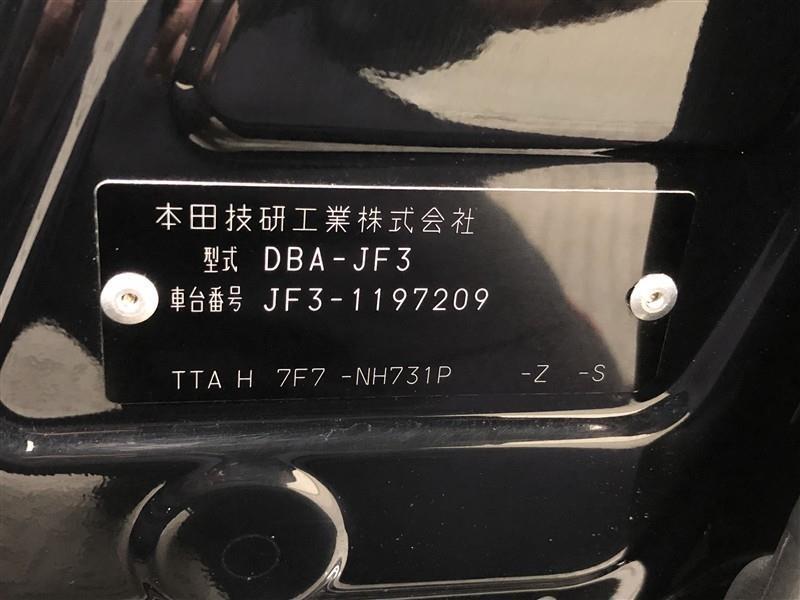 本田技研工業株式会社
型式 DBA-JF3
車台番号 JF3-1197209
TTA H 7F7 -NH731P -Z -S